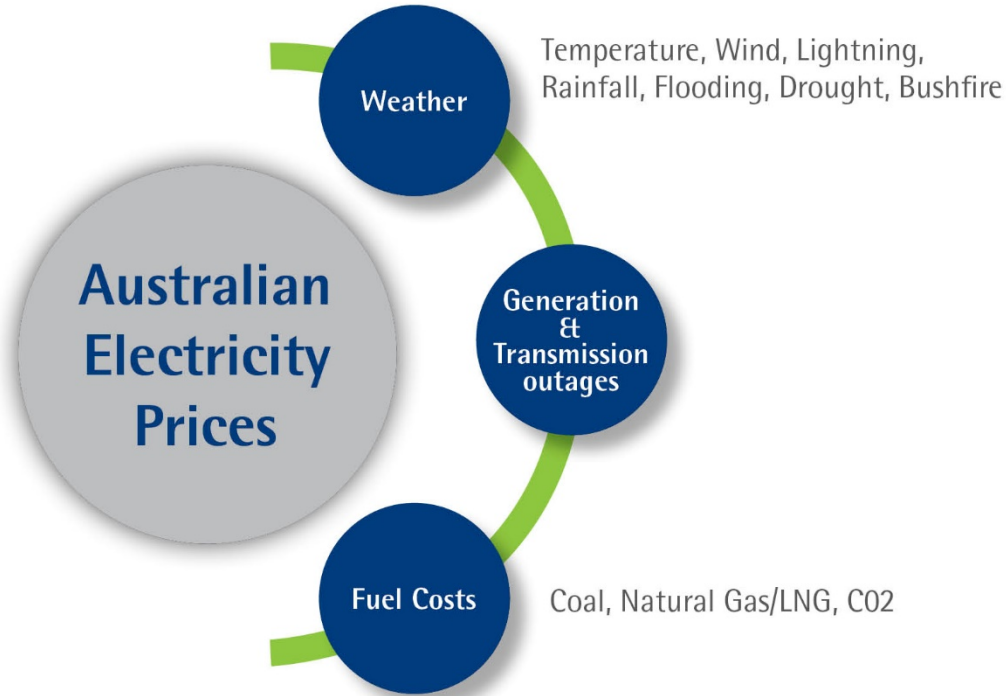 Australian
Electricity
Prices
Weather
Temperature, Wind, Lightning,
Rainfall, Flooding, Drought, Bushfire
Generation
&
Transmission
outages
Fuel Costs
Coal, Natural Gas/LNG, C02